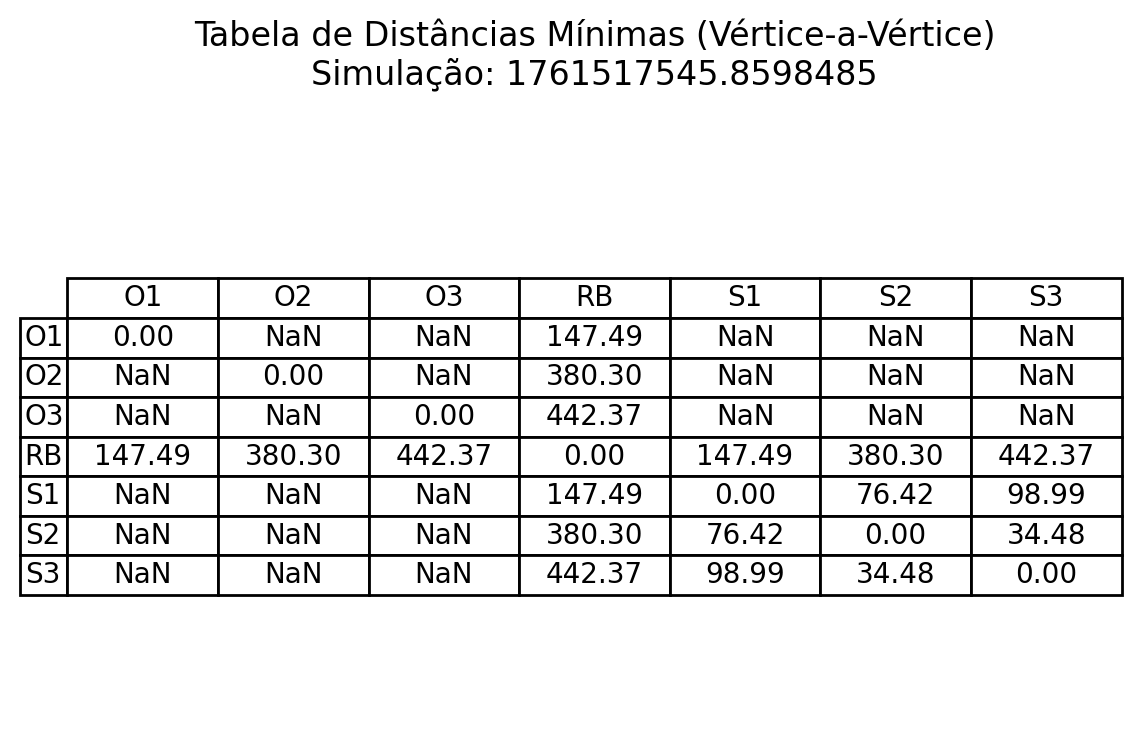 Tabela de Distâncias Mínimas (Vértice-a-Vértice)
Simulação: 1761517545.8598485
O1 O2 O3 RB S1 S2 S3
O1 0.00 NaN NaN 147.49 NaN NaN NaN
O2 NaN 0.00 NaN 380.30 NaN NaN NaN
O3 NaN NaN 0.00 442.37 NaN NaN NaN
RB 147.49 380.30 442.37 0.00 147.49 380.30 442.37
S1 NaN NaN NaN 147.49 0.00 76.42 98.99
S2 NaN NaN NaN 380.30 76.42 0.00 34.48
S3 NaN NaN NaN 442.37 98.99 34.48 0.00